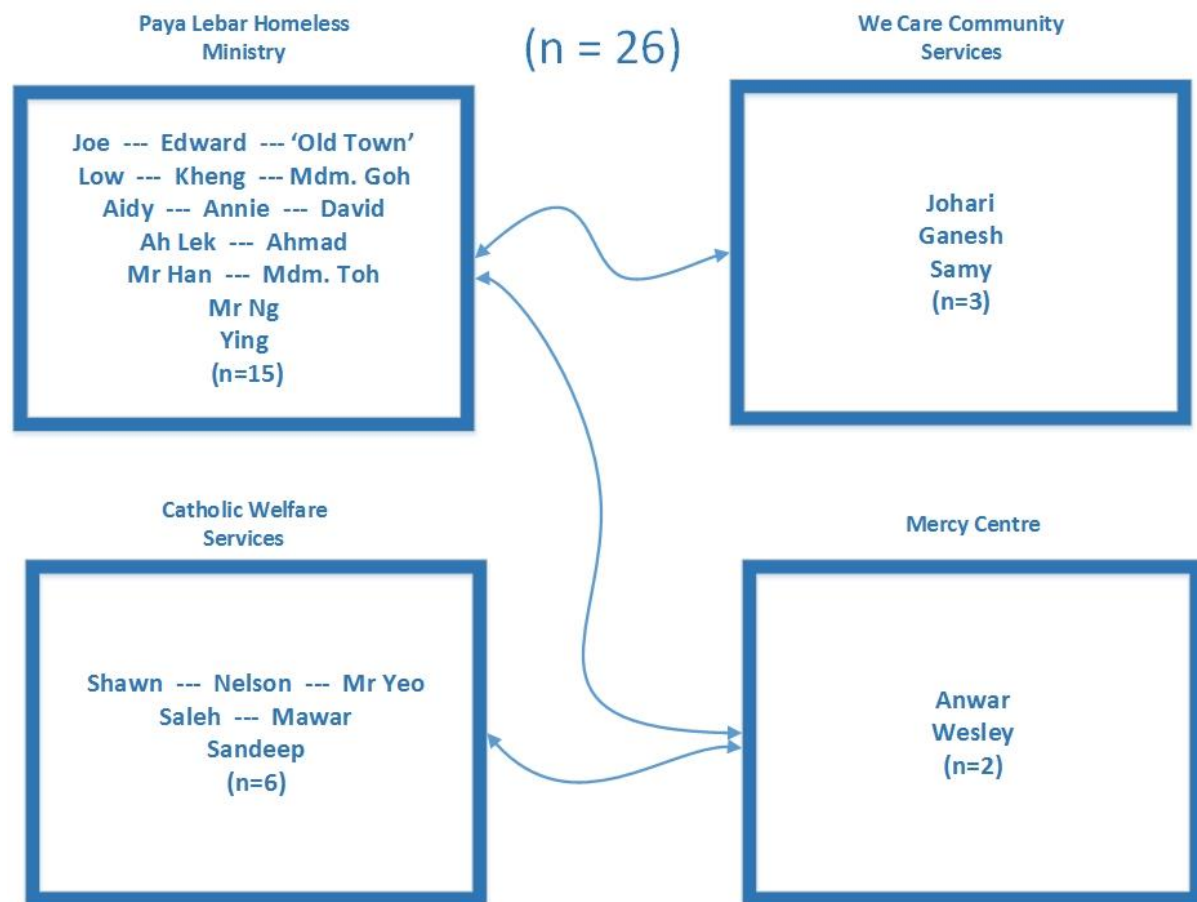 Paya Lebar Homeless
Ministry
(n = 26)
We Care Community
Services
Joe --- Edward --- ‘Old Town’
Low --- Kheng --- Mdm. Goh
Aidy --- Annie --- David
Ah Lek --- Ahmad
Mr Han --- Mdm. Toh
Mr Ng
Ying
(n=15)
Johari
Ganesh
Samy
(n=3)
Catholic Welfare
Services
Mercy Centre
Shawn --- Nelson --- Mr Yeo
Saleh --- Mawar
Sandeep
(n=6)
Anwar
Wesley
(n=2)